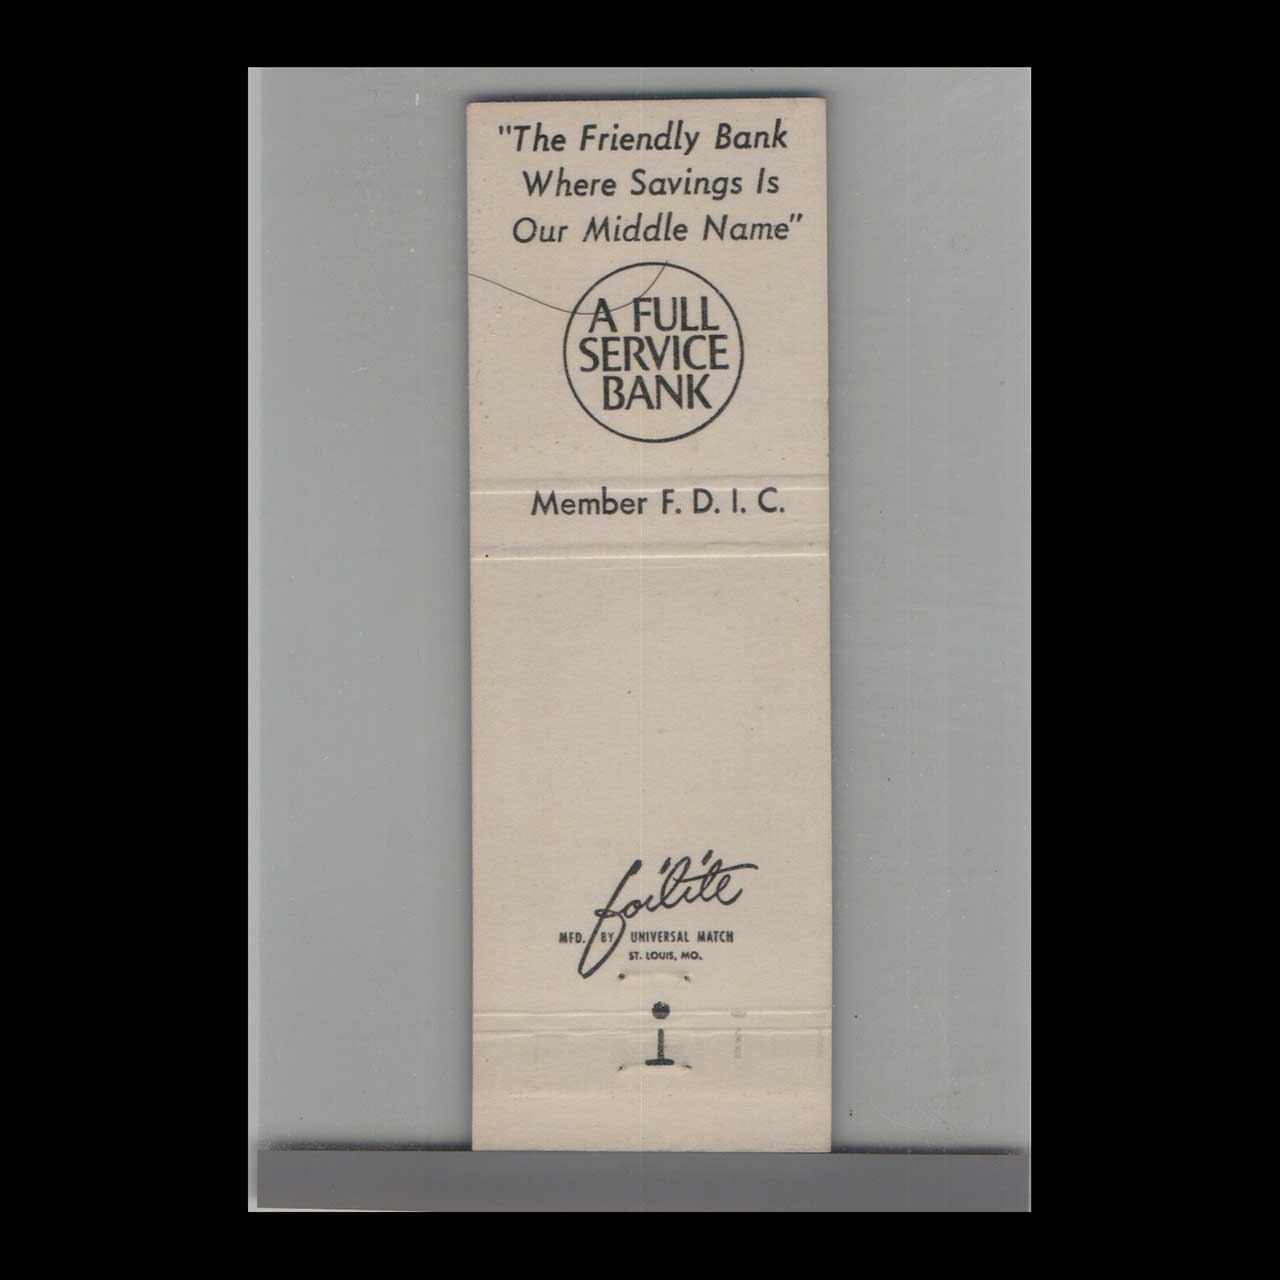 "The Friendly Bank
Where Savings Is
Our Middle Name"
A FULL
SERVICE
BANK
Member F. D. I. C.
foilite
MFD. BY UNIVERSAL MATCH
ST. LOUIS, MO.